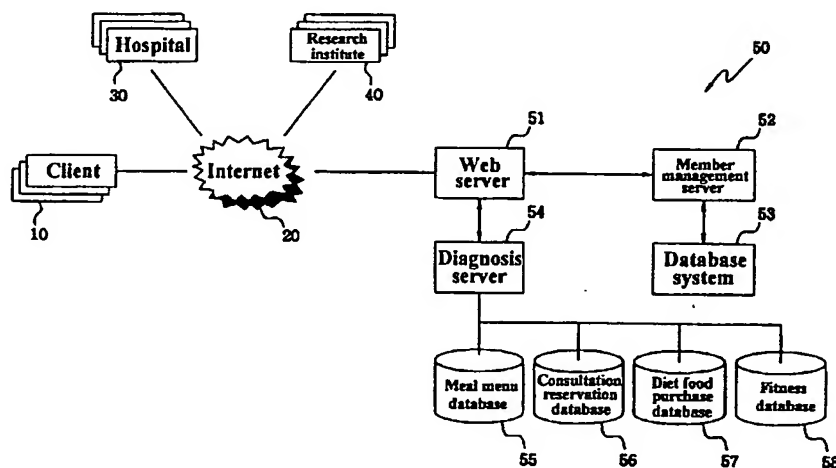 Hospital
30
Research
institute
40
50
Client
10
Internet
20
51
Web
server
52
Member
management
server
54
Diagnosis
server
53
Database
system
Meal menu
database
55
Consultation
reservation
database
56
Diet food
purchase
database
57
Fitness
database
58